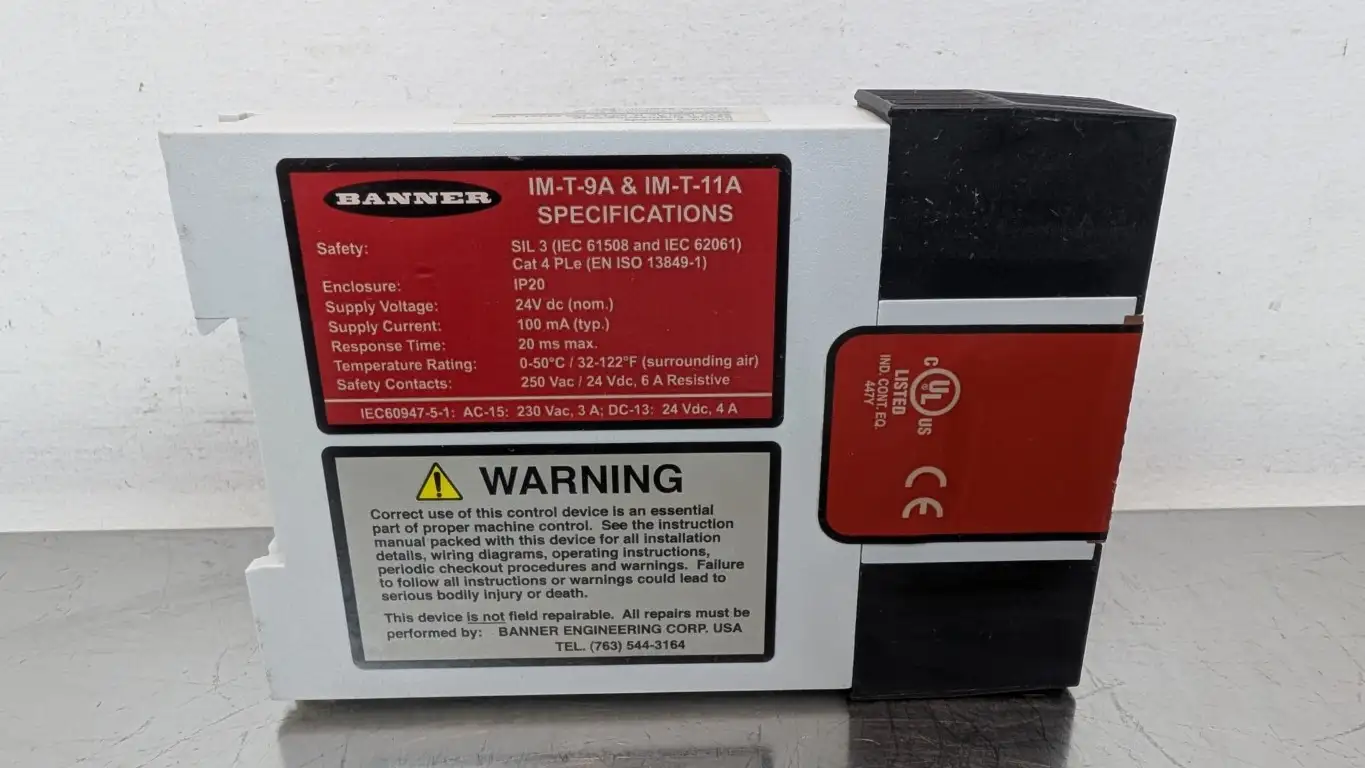 BANNER
IM-T-9A & IM-T-11A
SPECIFICATIONS
Safety: SIL 3 (IEC 61508 and IEC 62061)
Cat 4 PLe (EN ISO 13849-1)
Enclosure: IP20
Supply Voltage: 24V dc (nom.)
Supply Current: 100 mA (typ.)
Response Time: 20 ms max.
Temperature Rating: 0-50°C / 32-122°F (surrounding air)
Safety Contacts: 250 Vac / 24 Vdc, 6 A Resistive
IEC60947-5-1: AC-15: 230 Vac, 3 A; DC-13: 24 Vdc, 4 A
WARNING
Correct use of this control device is an essential
part of proper machine control. See the instruction
manual packed with this device for all installation
details, wiring diagrams, operating instructions,
periodic checkout procedures and warnings. Failure
to follow all instructions or warnings could lead to
serious bodily injury or death.
This device is not field repairable. All repairs must be
performed by: BANNER ENGINEERING CORP. USA
TEL. (763) 544-3164
C UL ® US
LISTED
IND. CONT. EQ.
447Y
CE